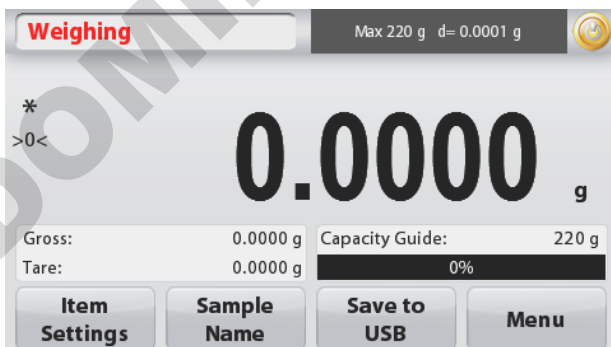 Weighing
Max 220 g d= 0.0001 g
*
>0<
0.0000 g
Gross: 0.0000 g
Tare: 0.0000 g
Capacity Guide: 220 g
0%
Item Settings
Sample Name
Save to USB
Menu